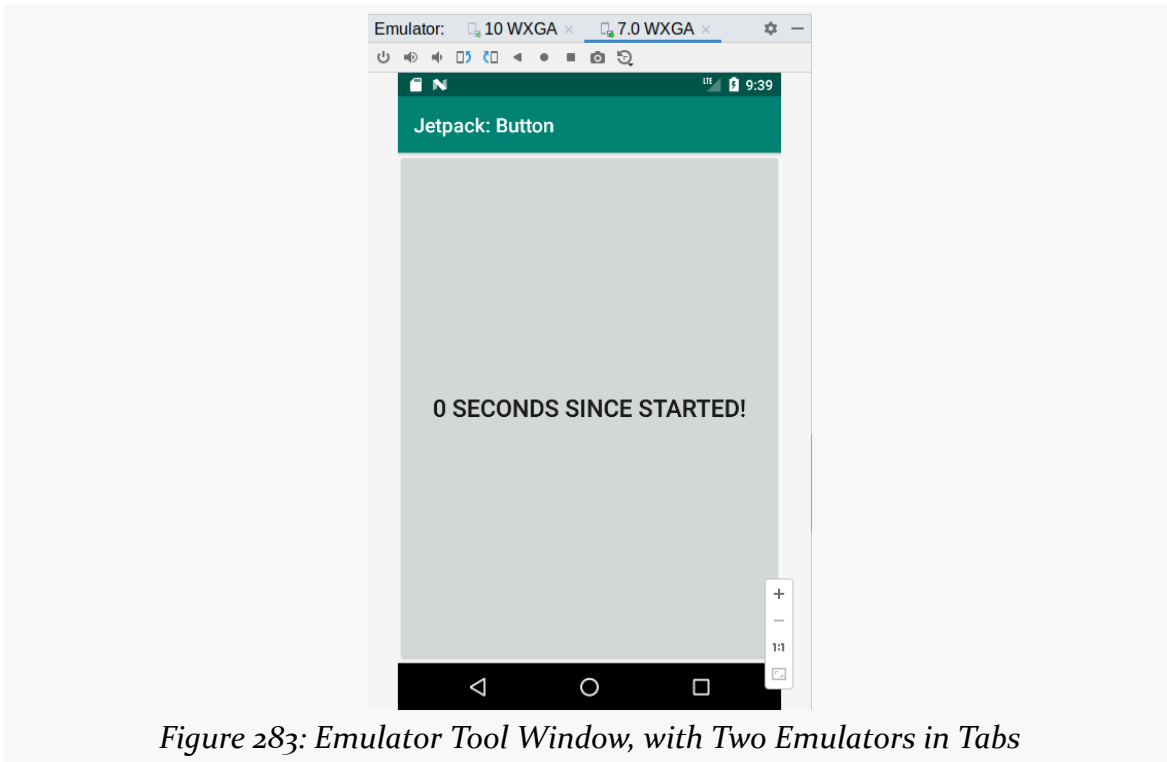 Emulator: 10 WXGA 7.0 WXGA
LTE 9:39
Jetpack: Button
0 SECONDS SINCE STARTED!
1:1
Figure 283: Emulator Tool Window, with Two Emulators in Tabs